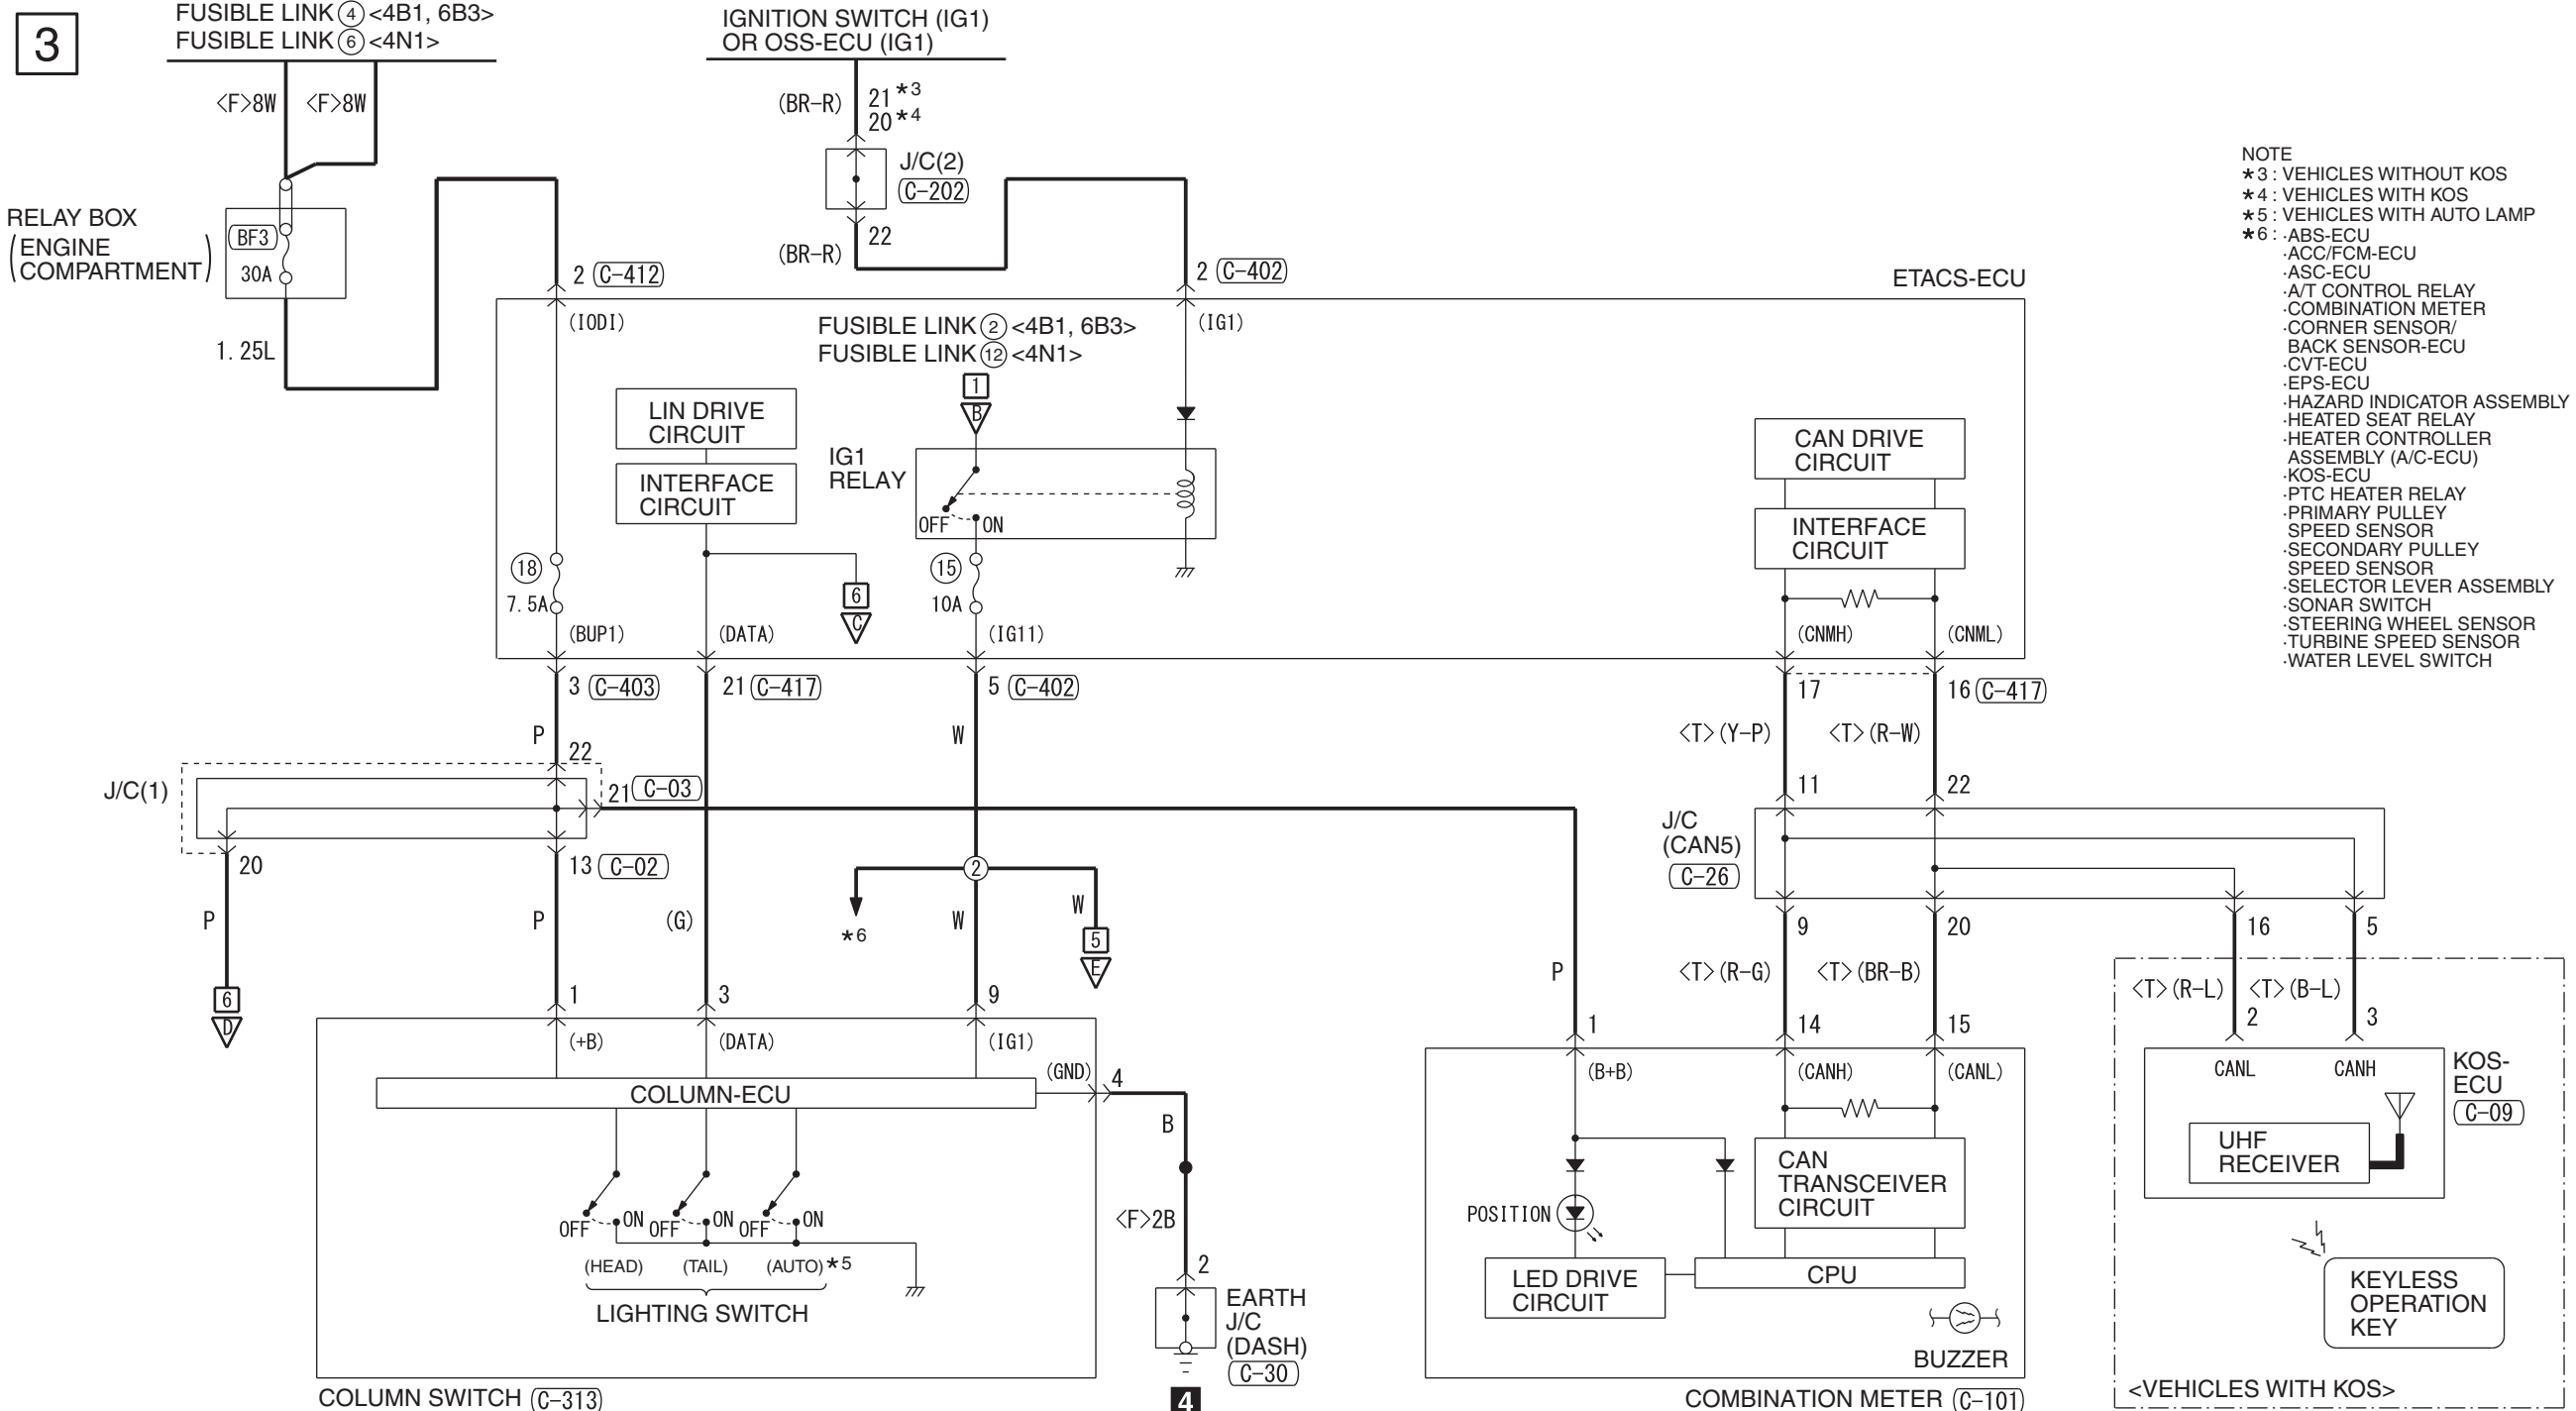 3
FUSIBLE LINK ④ <4B1, 6B3>
FUSIBLE LINK ⑥ <4N1>
<F>8W <F>8W
RELAY BOX
(ENGINE
COMPARTMENT)
BF3
30A
1. 25L
IGNITION SWITCH (IG1)
OR OSS-ECU (IG1)
(BR-R) 21 *3
20 *4
J/C(2)
C-202
22
(BR-R)
2 C-412
2 C-402
ETACS-ECU
(IODI)
(IG1)
FUSIBLE LINK ② <4B1, 6B3>
FUSIBLE LINK ⑫ <4N1>
1
B
LIN DRIVE
CIRCUIT
INTERFACE
CIRCUIT
IG1
RELAY
OFF ON
CAN DRIVE
CIRCUIT
INTERFACE
CIRCUIT
18
7. 5A
6
C
15
10A
(BUP1) (DATA) (IG11) (CNMH) (CNML)
3 C-403 21 C-417 5 C-402 17 16 C-417
P W <T>(Y-P) <T>(R-W)
NOTE
*3 : VEHICLES WITHOUT KOS
*4 : VEHICLES WITH KOS
*5 : VEHICLES WITH AUTO LAMP
*6 : ·ABS-ECU
·ACC/FCM-ECU
·ASC-ECU
·A/T CONTROL RELAY
·COMBINATION METER
·CORNER SENSOR/
BACK SENSOR-ECU
·CVT-ECU
·EPS-ECU
·HAZARD INDICATOR ASSEMBLY
·HEATED SEAT RELAY
·HEATER CONTROLLER
ASSEMBLY (A/C-ECU)
·KOS-ECU
·PTC HEATER RELAY
·PRIMARY PULLEY
SPEED SENSOR
·SECONDARY PULLEY
SPEED SENSOR
·SELECTOR LEVER ASSEMBLY
·SONAR SWITCH
·STEERING WHEEL SENSOR
·TURBINE SPEED SENSOR
·WATER LEVEL SWITCH
22
J/C(1)
21 C-03
20 13 C-02
P P (G) W W
2
*6
5
E
6
D
11 22
J/C
(CAN5)
C-26
9 20 16 5
P <T>(R-G) <T>(BR-B) <T>(R-L) <T>(B-L)
1 3 9
(+B) (DATA) (IG1)
COLUMN-ECU
(GND) 4
B
<F>2B
OFF ON OFF ON OFF ON
(HEAD) (TAIL) (AUTO) *5
LIGHTING SWITCH
COLUMN SWITCH C-313
2
EARTH
J/C
(DASH)
C-30
4
1 14 15
(B+B) (CANH) (CANL)
CAN
TRANSCEIVER
CIRCUIT
POSITION
LED DRIVE
CIRCUIT
CPU
BUZZER
COMBINATION METER C-101
2 3
CANL CANH
KOS-
ECU
C-09
UHF
RECEIVER
KEYLESS
OPERATION
KEY
<VEHICLES WITH KOS>